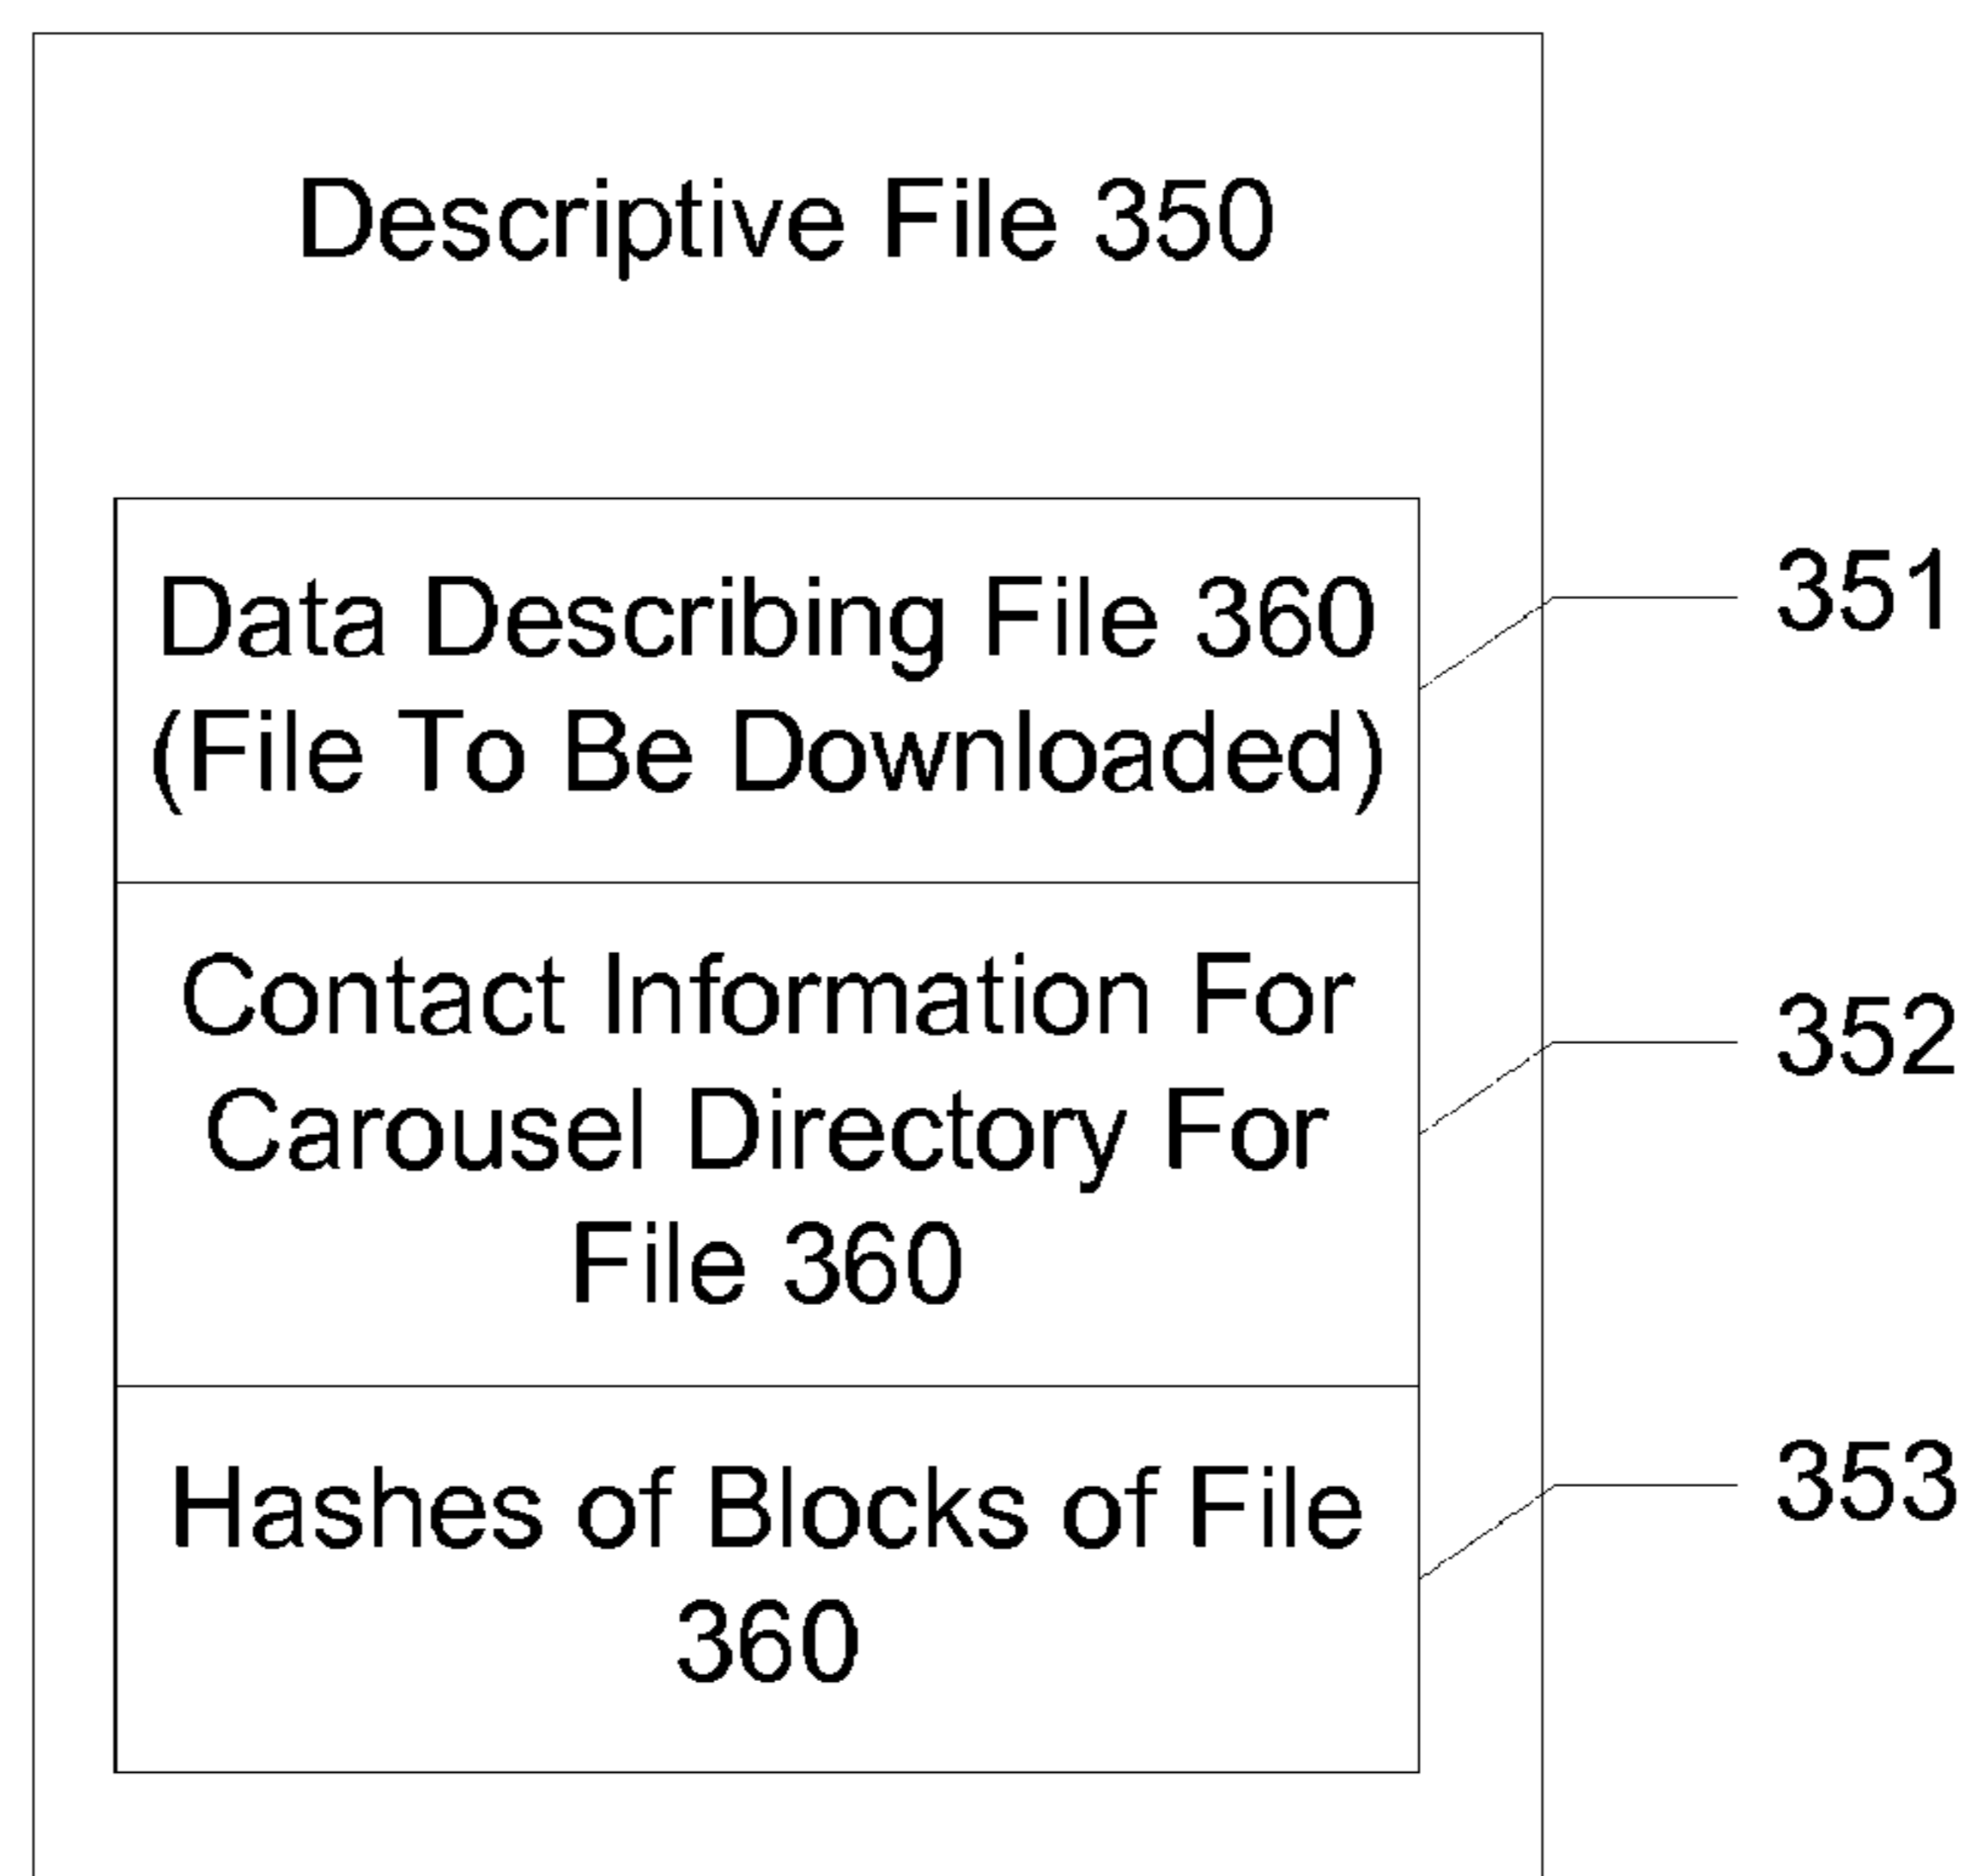 Descriptive File 350
Data Describing File 360
(File To Be Downloaded)
351
Contact Information For
Carousel Directory For
File 360
352
Hashes of Blocks of File
360
353